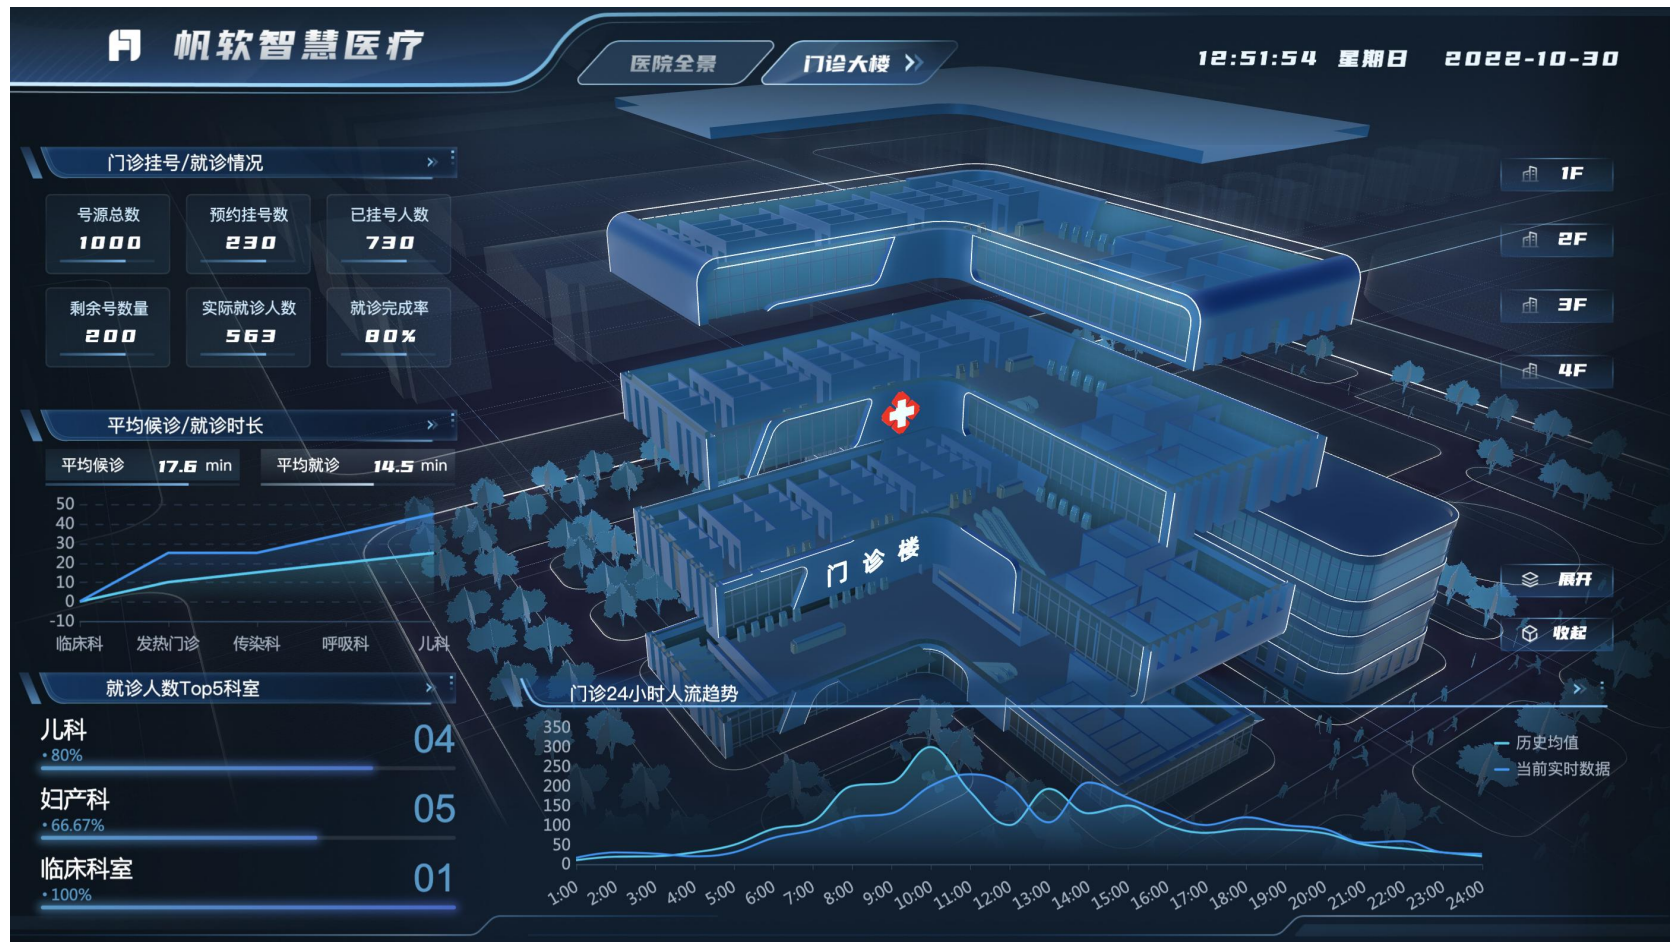 帆软智慧医疗
医院全景
门诊大楼
12:51:54 星期日 2022-10-30
门诊挂号/就诊情况
号源总数
1000
预约挂号数
230
已挂号人数
730
剩余号数量
200
实际就诊人数
563
就诊完成率
80%
平均候诊/就诊时长
平均候诊 17.6 min
平均就诊 14.5 min
50
40
30
20
10
0
-10
临床科 发热门诊 传染科 呼吸科 儿科
就诊人数Top5科室
儿科
80%
04
妇产科
66.67%
05
临床科室
100%
01
门诊楼
1F
2F
3F
4F
展开
收起
门诊24小时人流趋势
历史均值
当前实时数据
350
300
250
200
150
100
50
0
1:00 2:00 3:00 4:00 5:00 6:00 7:00 8:00 9:00 10:00 11:00 12:00 13:00 14:00 15:00 16:00 17:00 18:00 19:00 20:00 21:00 22:00 23:00 24:00